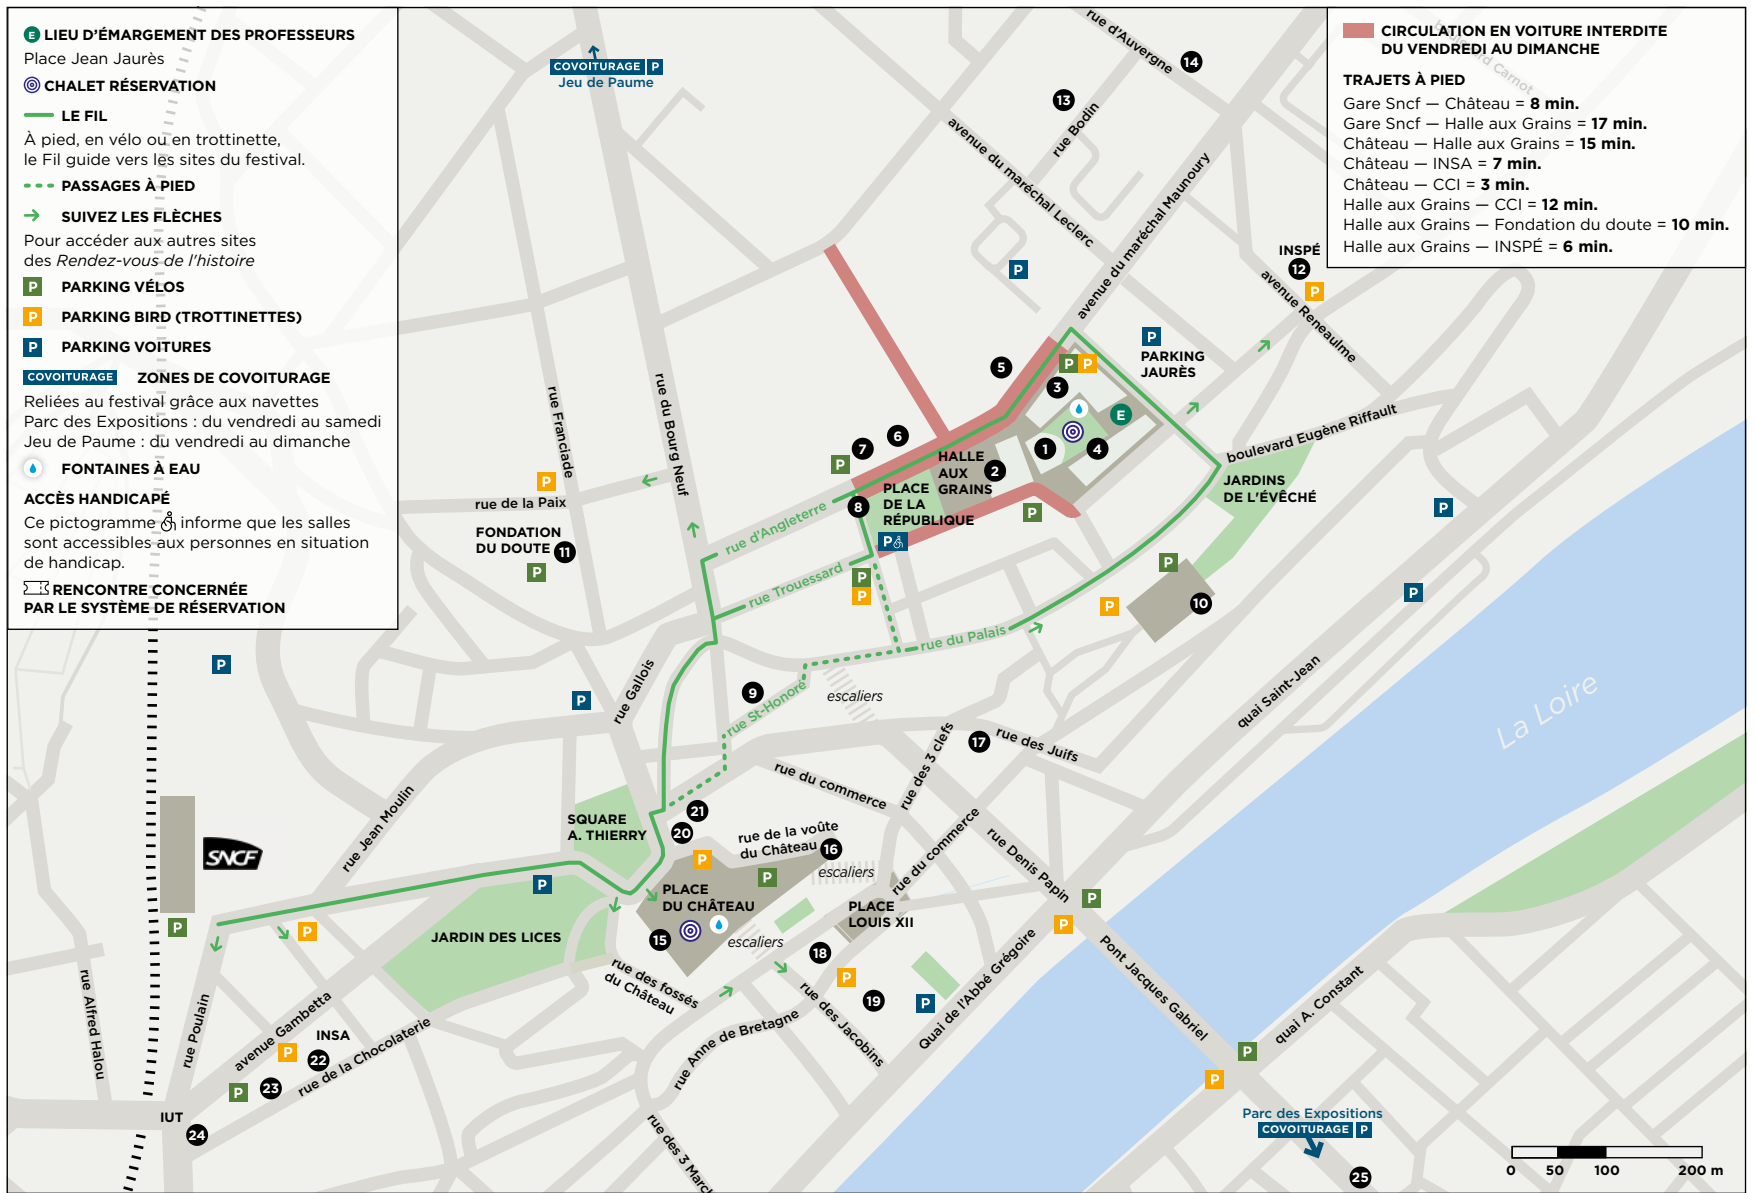 E LIEU D'ÉMARGEMENT DES PROFESSEURS
Place Jean Jaurès
CHALET RÉSERVATION
LE FIL
À pied, en vélo ou en trottinette,
le Fil guide vers les sites du festival.
PASSAGES À PIED
SUIVEZ LES FLÈCHES
Pour accéder aux autres sites
des Rendez-vous de l'histoire
P PARKING VÉLOS
P PARKING BIRD (TROTTINETTES)
P PARKING VOITURES
COVOITURAGE ZONES DE COVOITURAGE
Reliées au festival grâce aux navettes
Parc des Expositions : du vendredi au samedi
Jeu de Paume : du vendredi au dimanche
FONTAINES À EAU
ACCÈS HANDICAPÉ
Ce pictogramme informe que les salles
sont accessibles aux personnes en situation
de handicap.
RENCONTRE CONCERNÉE
PAR LE SYSTÈME DE RÉSERVATION
CIRCULATION EN VOITURE INTERDITE
DU VENDREDI AU DIMANCHE
boulevard Carnot
TRAJETS À PIED
Gare Sncf — Château = 8 min.
Gare Sncf — Halle aux Grains = 17 min.
Château — Halle aux Grains = 15 min.
Château — INSA = 7 min.
Château — CCI = 3 min.
Halle aux Grains — CCI = 12 min.
Halle aux Grains — Fondation du doute = 10 min.
Halle aux Grains — INSPÉ = 6 min.
COVOITURAGE P
Jeu de Paume
rue d'Auvergne
14
13
rue Bodin
avenue du maréchal Leclerc
avenue du maréchal Maunoury
P
INSPÉ
12
P
avenue Reneaulme
P
PARKING
JAURÈS
5
P P
3
E
1
4
6
7
P
HALLE
AUX
GRAINS
2
PLACE
DE LA
RÉPUBLIQUE
8
P
P
boulevard Eugène Riffault
JARDINS
DE L'ÉVÊCHÉ
P
P
rue Franciade
rue du Bourg Neuf
P
rue de la Paix
FONDATION
DU DOUTE
11
P
rue d'Angleterre
rue Trouessard
P
P
P
P
10
rue du Palais
P
P
rue Gallois
9
rue St-Honoré
escaliers
quai Saint-Jean
La Loire
17
rue des Juifs
rue des 3 clefs
rue du commerce
rue Jean Moulin
SNCF
SQUARE
A. THIERRY
21
20
rue de la voûte
du Château
16
P
P
escaliers
rue du commerce
rue Denis Papin
P
PLACE
DU CHÂTEAU
15
PLACE
LOUIS XII
escaliers
P
P
P
P
JARDIN DES LICES
rue des fossés
du Château
18
P
19
P
Quai de l'Abbé Grégoire
Pont Jacques Gabriel
quai A. Constant
rue Alfred Halou
rue Poulain
avenue Gambetta
INSA
P
22
P
23
rue de la Chocolaterie
rue Anne de Bretagne
rue des Jacobins
IUT
24
rue des 3 March
P
P
Parc des Expositions
COVOITURAGE P
25
0 50 100 200 m